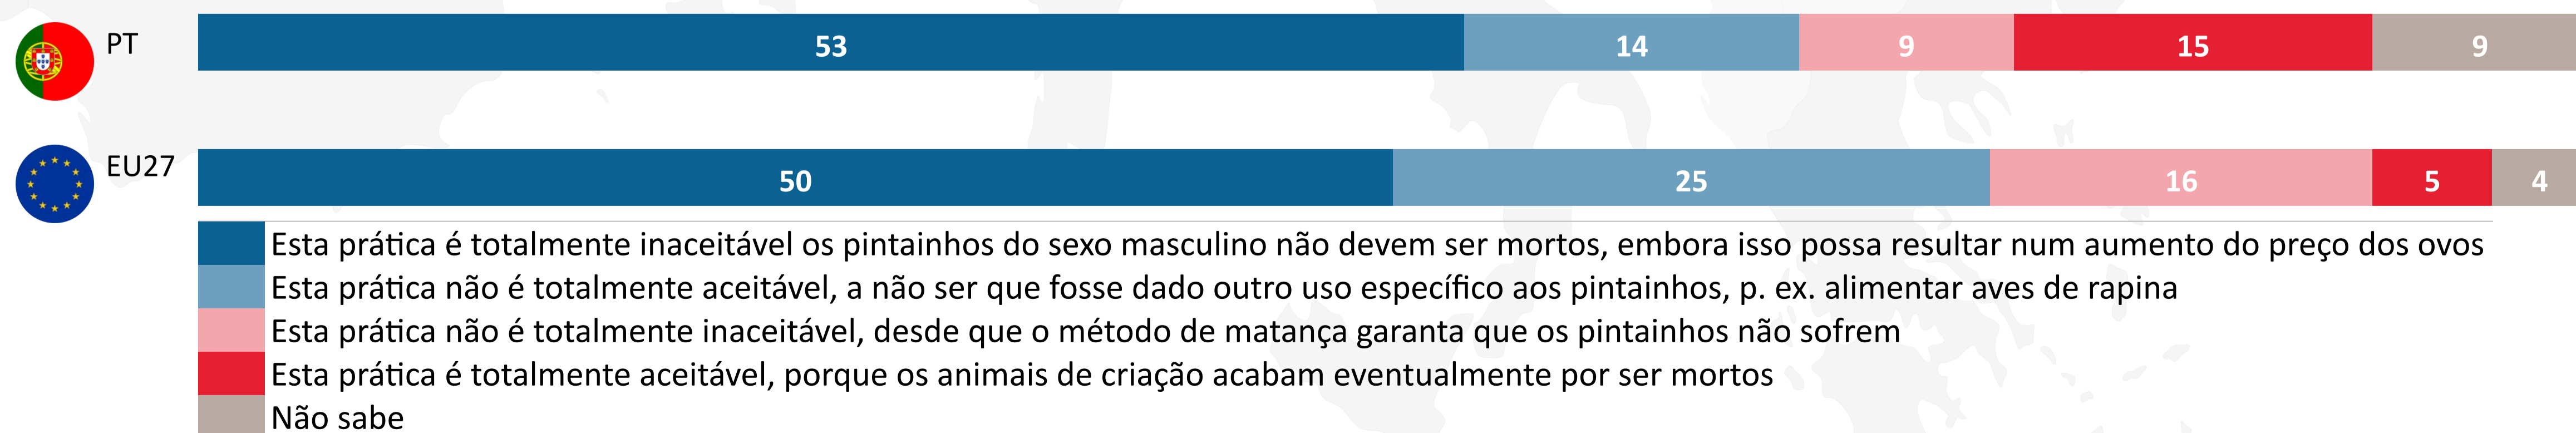 PT
53 14 9 15 9
EU27
50 25 16 5 4
Esta prática é totalmente inaceitável os pintainhos do sexo masculino não devem ser mortos, embora isso possa resultar num aumento do preço dos ovos
Esta prática não é totalmente aceitável, a não ser que fosse dado outro uso específico aos pintainhos, p. ex. alimentar aves de rapina
Esta prática não é totalmente inaceitável, desde que o método de matança garanta que os pintainhos não sofrem
Esta prática é totalmente aceitável, porque os animais de criação acabam eventualmente por ser mortos
Não sabe